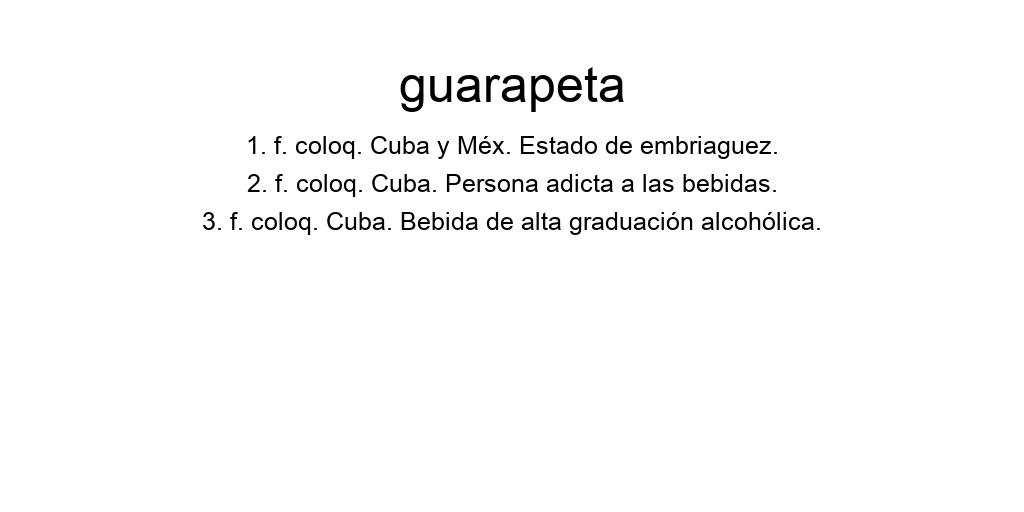 guarapeta
1. f. coloq. Cuba y Méx. Estado de embriaguez.
2. f. coloq. Cuba. Persona adicta a las bebidas.
3. f. coloq. Cuba. Bebida de alta graduación alcohólica.